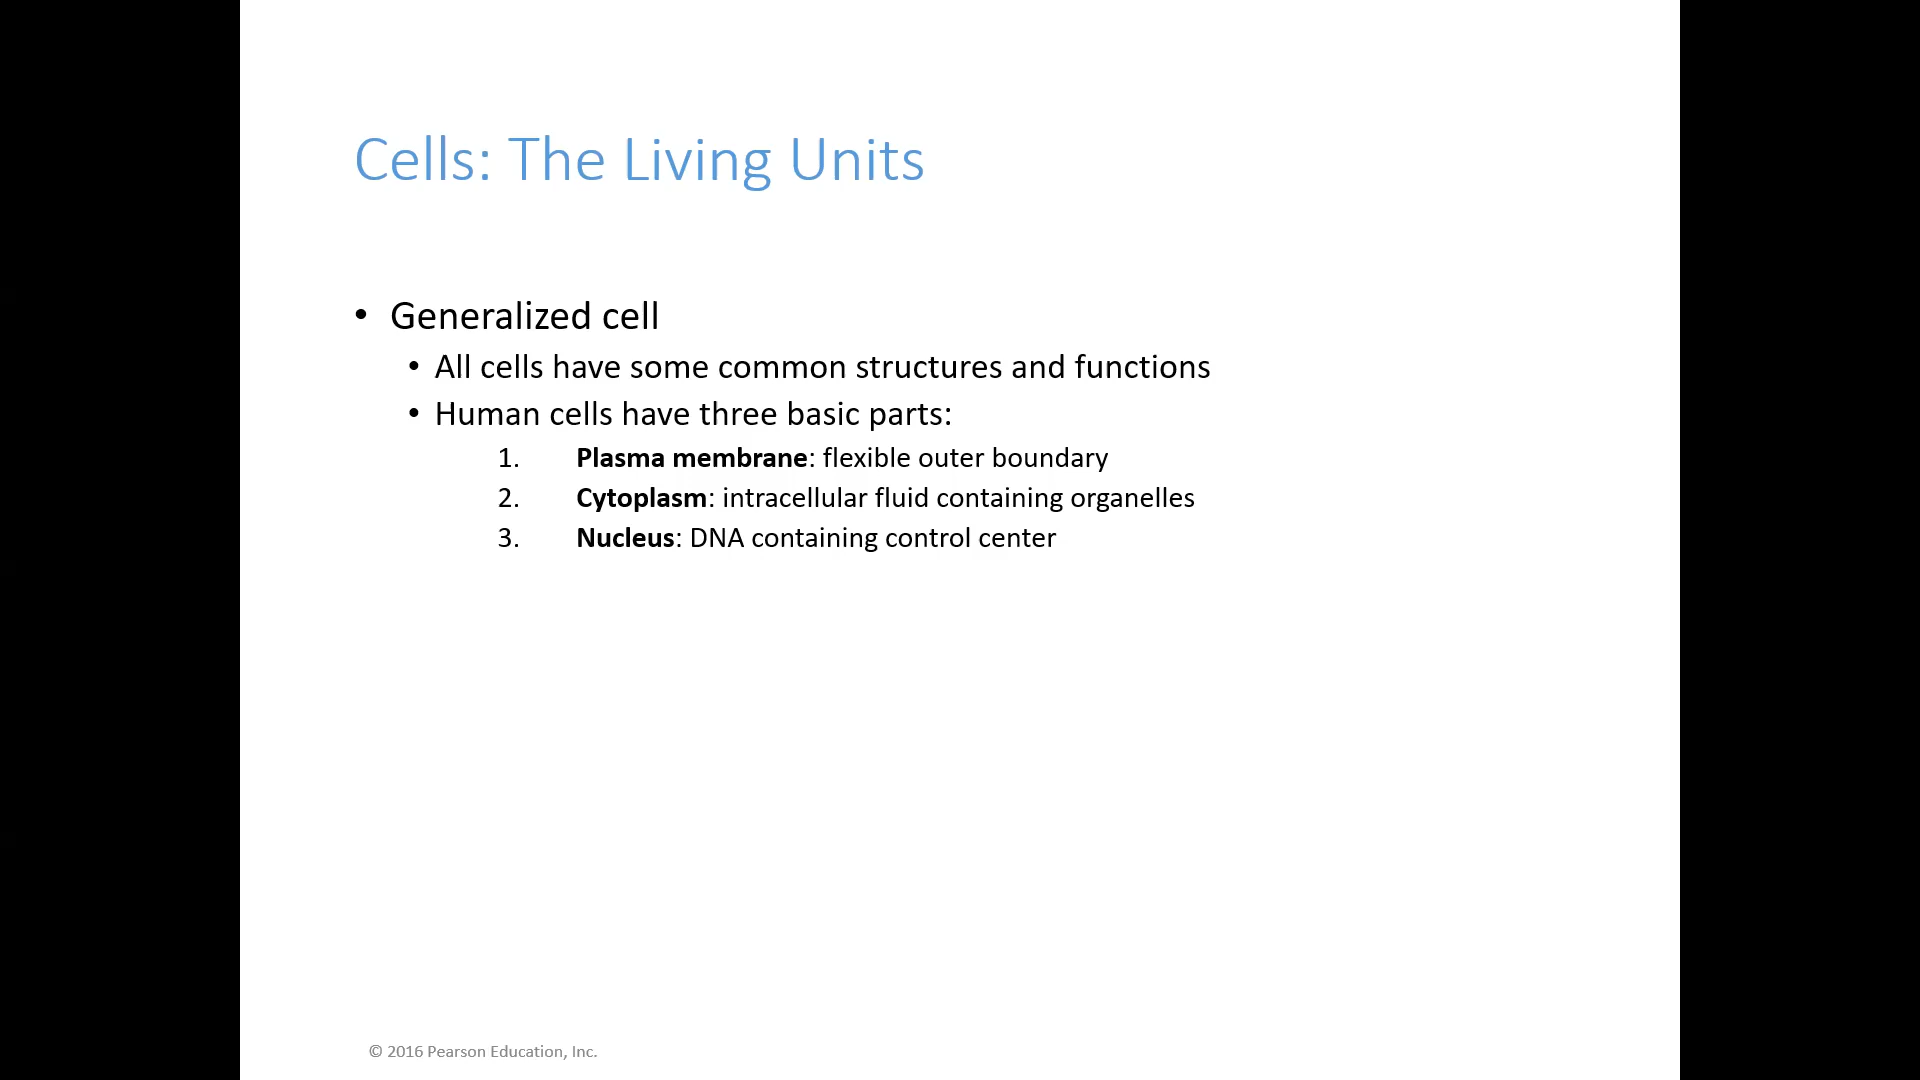 Cells: The Living Units
• Generalized cell
• All cells have some common structures and functions
• Human cells have three basic parts:
1. Plasma membrane: flexible outer boundary
2. Cytoplasm: intracellular fluid containing organelles
3. Nucleus: DNA containing control center
© 2016 Pearson Education, Inc.